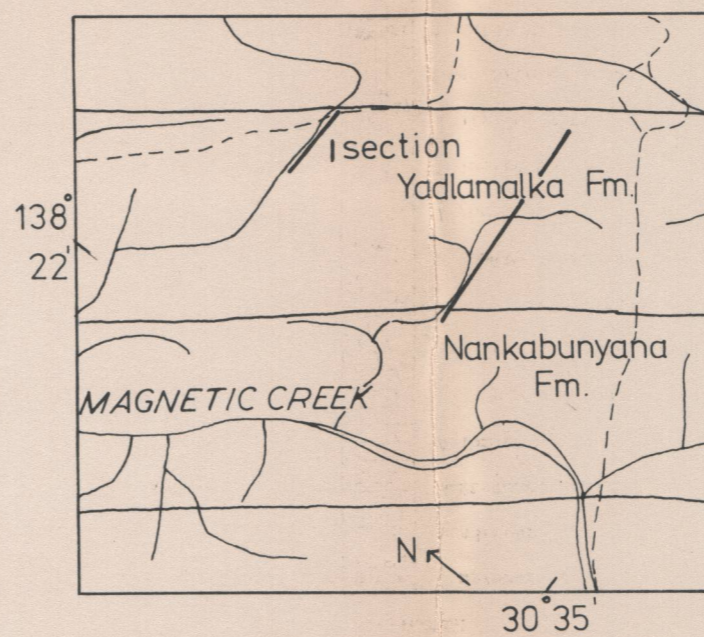 I section
Yadlamalka Fm.
138°
22'
Nankabunyana
Fm.
MAGNETIC CREEK
N
30° 35